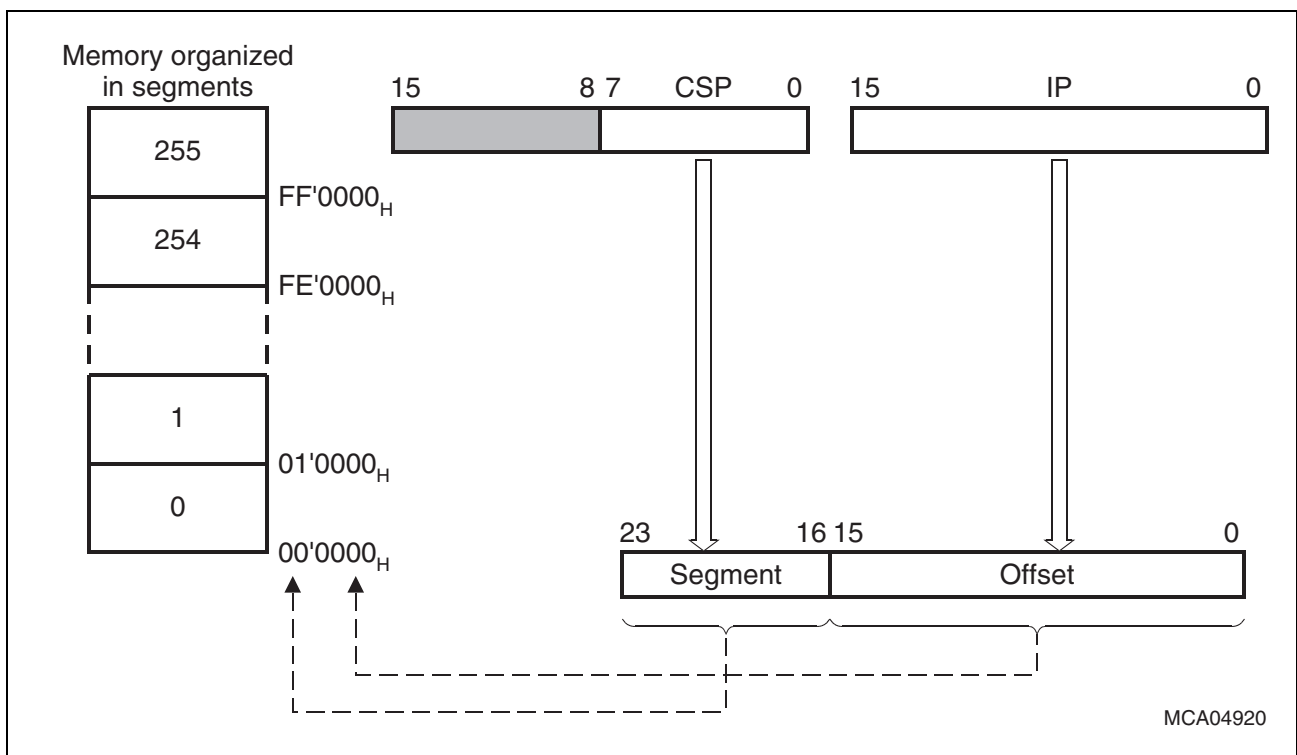 Memory organized
in segments
15 8 7 CSP 0 15 IP 0
255
FF'0000H
254
FE'0000H
1
01'0000H
0
00'0000H
23 16 15 0
Segment Offset
MCA04920